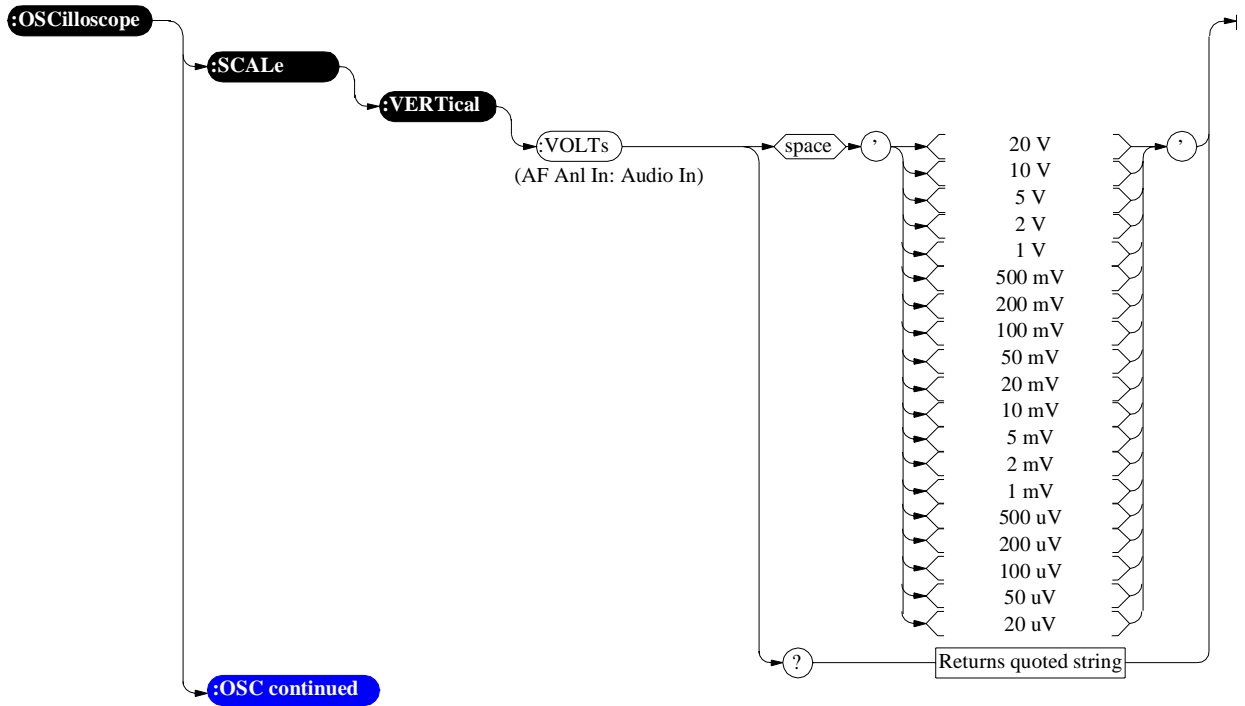 :OSCilloscope
:SCALe
:VERTical
:VOLTs
(AF Anl In: Audio In)
space
’
20 V
10 V
5 V
2 V
1 V
500 mV
200 mV
100 mV
50 mV
20 mV
10 mV
5 mV
2 mV
1 mV
500 uV
200 uV
100 uV
50 uV
20 uV
’
?
Returns quoted string
:OSC continued